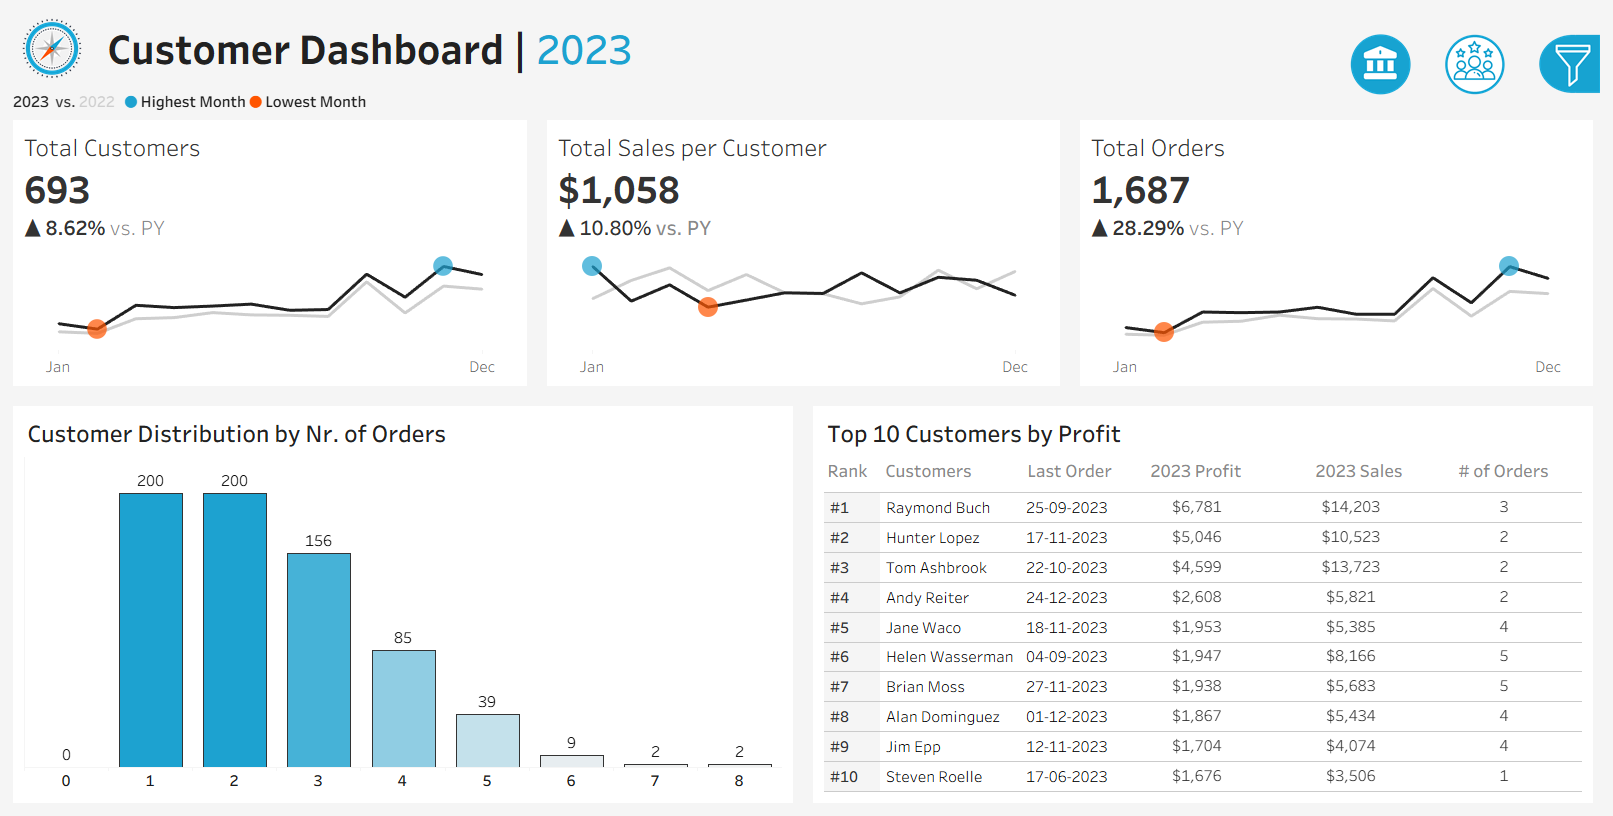 Customer Dashboard | 2023
2023 vs. 2022 Highest Month Lowest Month
Total Customers
693
▲ 8.62% vs. PY
Jan Dec
Total Sales per Customer
$1,058
▲ 10.80% vs. PY
Jan Dec
Total Orders
1,687
▲ 28.29% vs. PY
Jan Dec
Customer Distribution by Nr. of Orders
0 200 200 156 85 39 9 2 2
0 1 2 3 4 5 6 7 8
Top 10 Customers by Profit
Rank Customers Last Order 2023 Profit 2023 Sales # of Orders
#1 Raymond Buch 25-09-2023 $6,781 $14,203 3
#2 Hunter Lopez 17-11-2023 $5,046 $10,523 2
#3 Tom Ashbrook 22-10-2023 $4,599 $13,723 2
#4 Andy Reiter 24-12-2023 $2,608 $5,821 2
#5 Jane Waco 18-11-2023 $1,953 $5,385 4
#6 Helen Wasserman 04-09-2023 $1,947 $8,166 5
#7 Brian Moss 27-11-2023 $1,938 $5,683 5
#8 Alan Dominguez 01-12-2023 $1,867 $5,434 4
#9 Jim Epp 12-11-2023 $1,704 $4,074 4
#10 Steven Roelle 17-06-2023 $1,676 $3,506 1